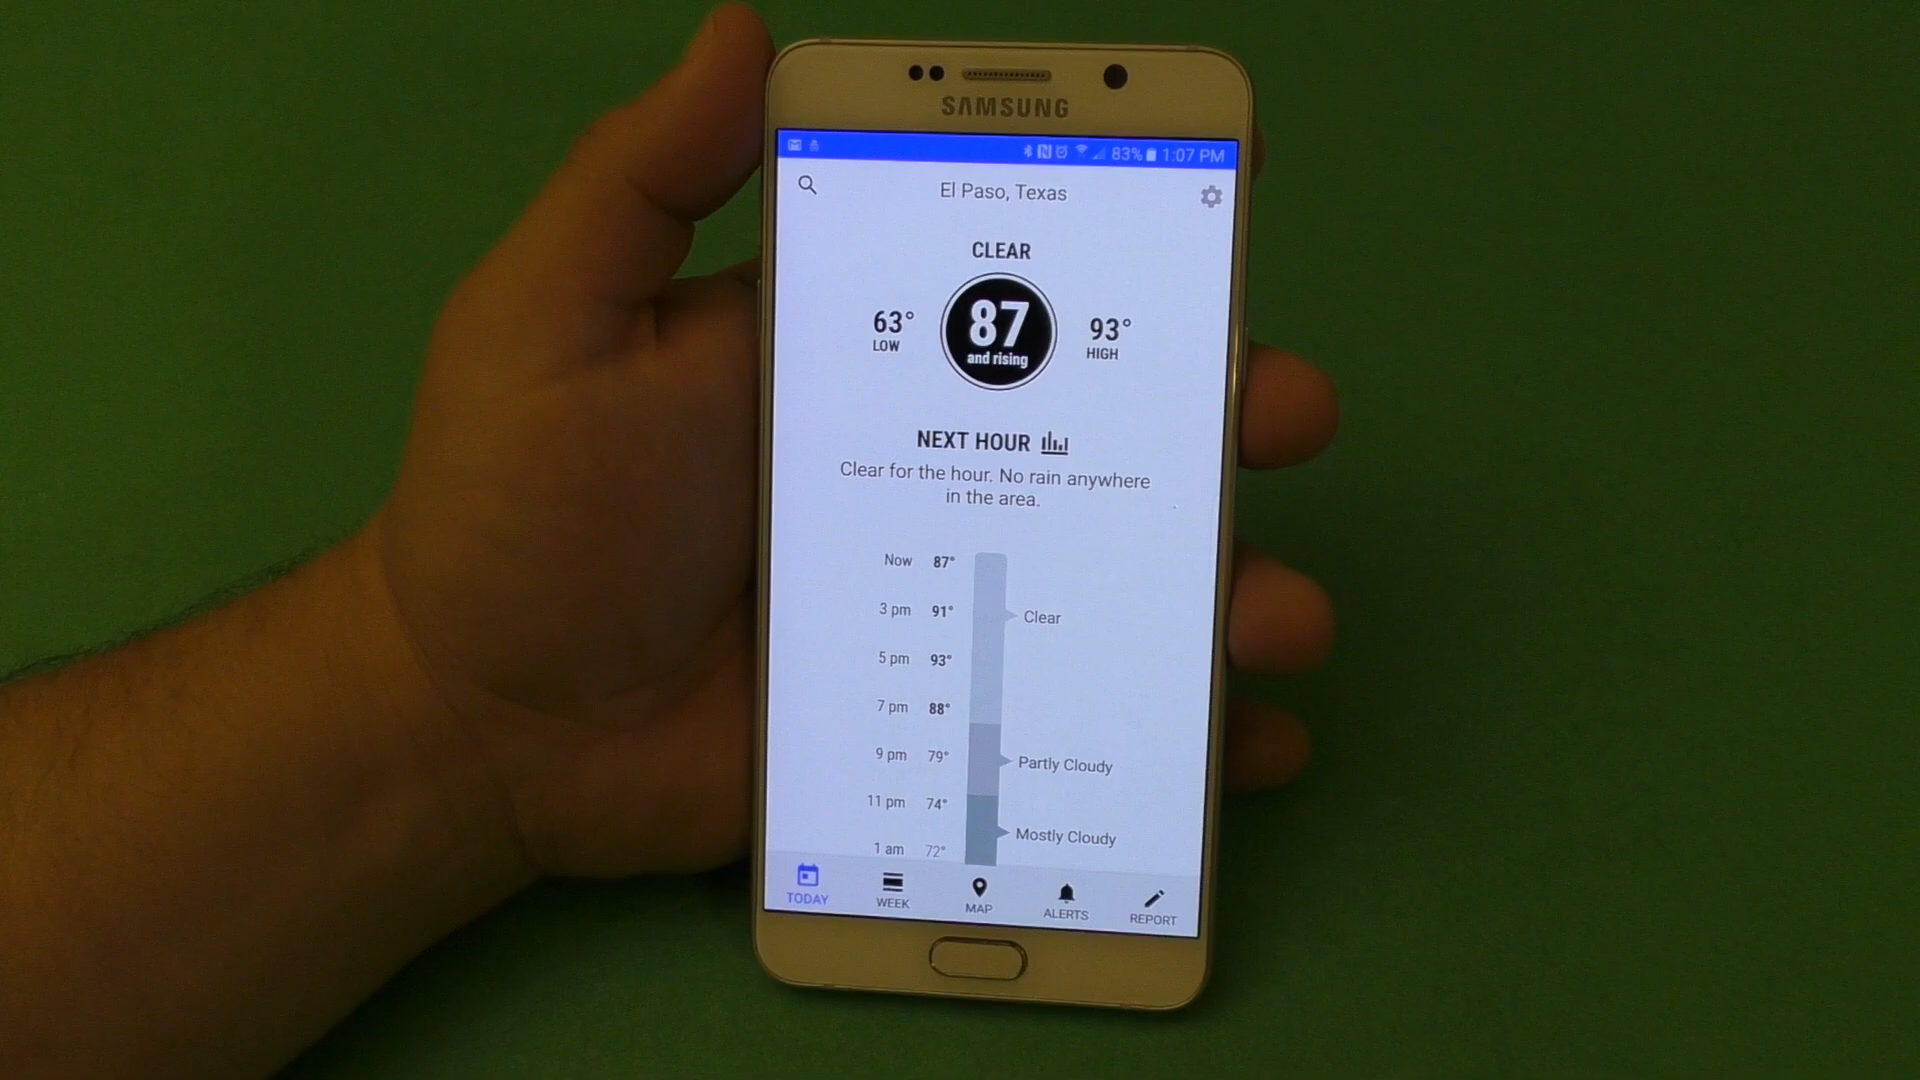 SAMSUNG
83% 1:07 PM
El Paso, Texas
CLEAR
63°
LOW
87
and rising
93°
HIGH
NEXT HOUR
Clear for the hour. No rain anywhere
in the area.
Now 87°
3 pm 91° Clear
5 pm 93°
7 pm 88°
9 pm 79° Partly Cloudy
11 pm 74° Mostly Cloudy
1 am 72°
TODAY WEEK MAP ALERTS REPORT